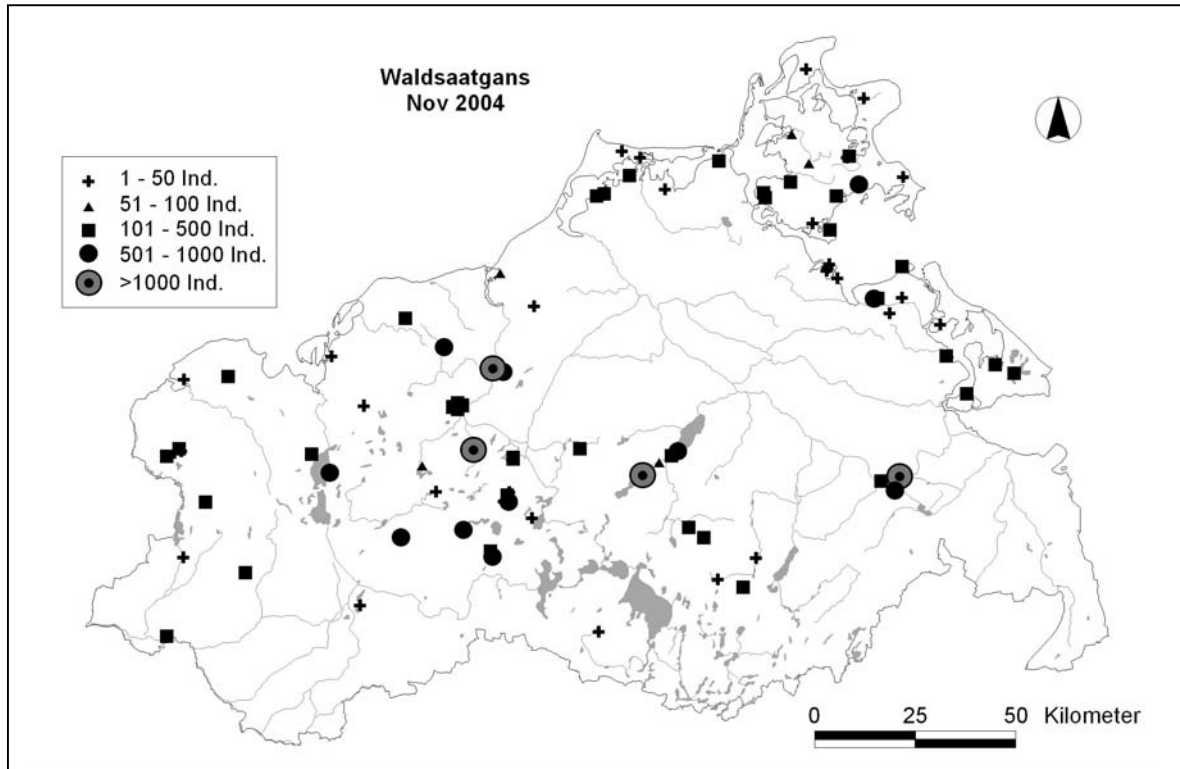 Waldsaatgans
Nov 2004
1 - 50 Ind.
51 - 100 Ind.
101 - 500 Ind.
501 - 1000 Ind.
>1000 Ind.
0 25 50 Kilometer